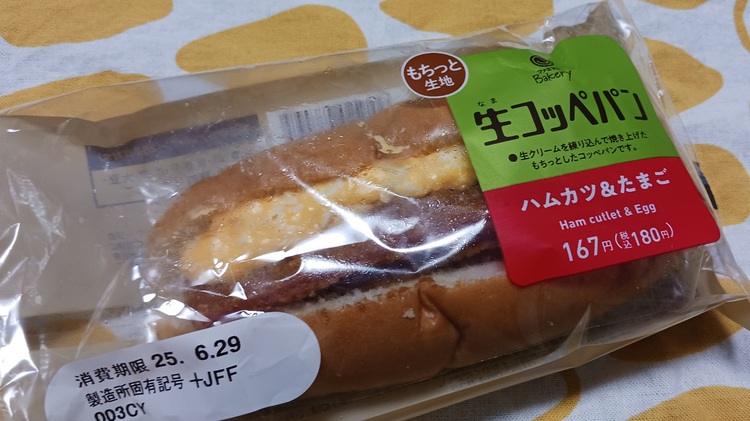 もちっと
生地
ファミマ
Bakery
なま
生コッペパン
●生クリームを練り込んで焼き上げた
もちっとしたコッペパンです。
ハムカツ&たまご
Ham cutlet & Egg
167円(税込180円)
消費期限 25. 6.29
製造所固有記号 +JFF
003CY